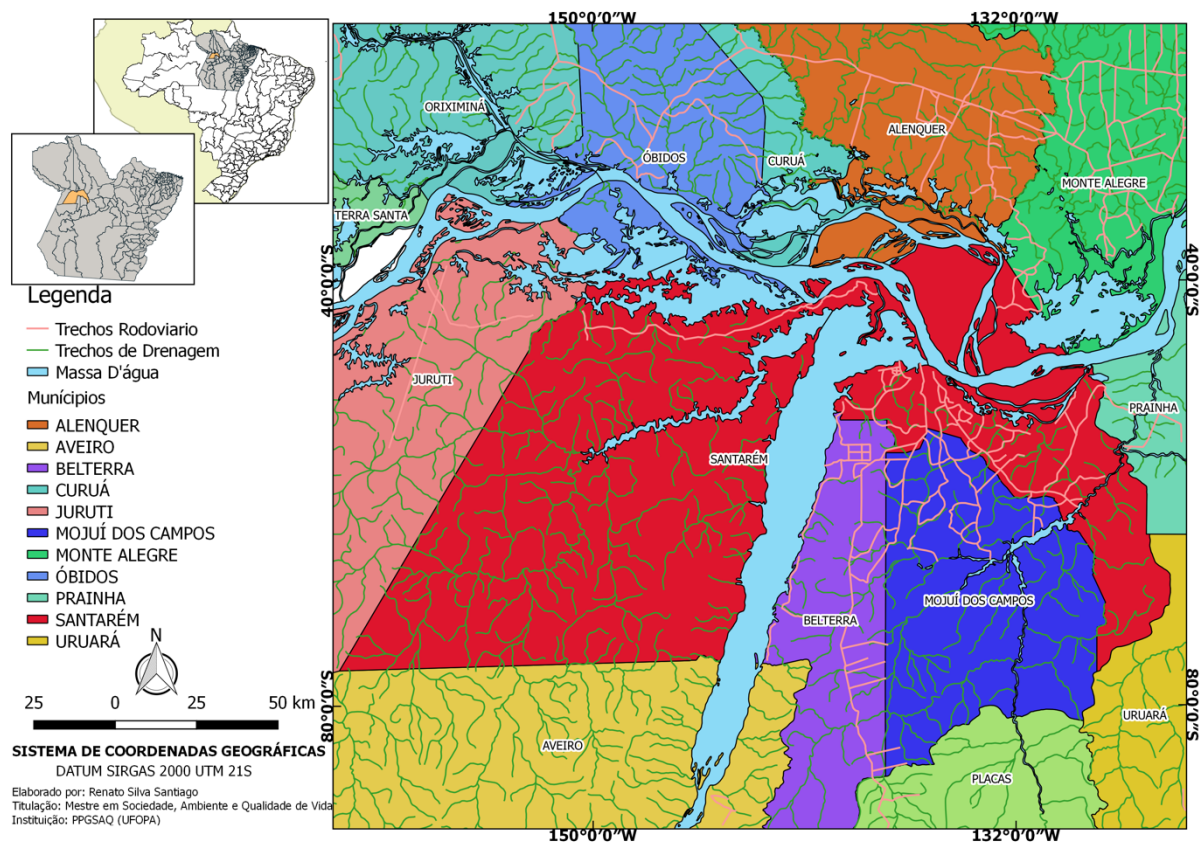 150°0'0"W
132°0'0"W
ORIXIMINÁ
ÓBIDOS
CURUÁ
ALENQUER
MONTE ALEGRE
TERRA SANTA
40°0'0"S
40°0'0"S
JURUTI
SANTARÉM
PRAINHA
BELTERRA
MOJUÍ DOS CAMPOS
AVEIRO
PLACAS
URUARÁ
80°0'0"S
80°0'0"S
150°0'0"W
132°0'0"W
Legenda
Trechos Rodoviario
Trechos de Drenagem
Massa D'água
Munícipios
ALENQUER
AVEIRO
BELTERRA
CURUÁ
JURUTI
MOJUÍ DOS CAMPOS
MONTE ALEGRE
ÓBIDOS
PRAINHA
SANTARÉM
URUARÁ
N
25 0 25 50 km
SISTEMA DE COORDENADAS GEOGRÁFICAS
DATUM SIRGAS 2000 UTM 21S
Elaborado por: Renato Silva Santiago
Titulação: Mestre em Sociedade, Ambiente e Qualidade de Vida
Instituição: PPGSAQ (UFOPA)